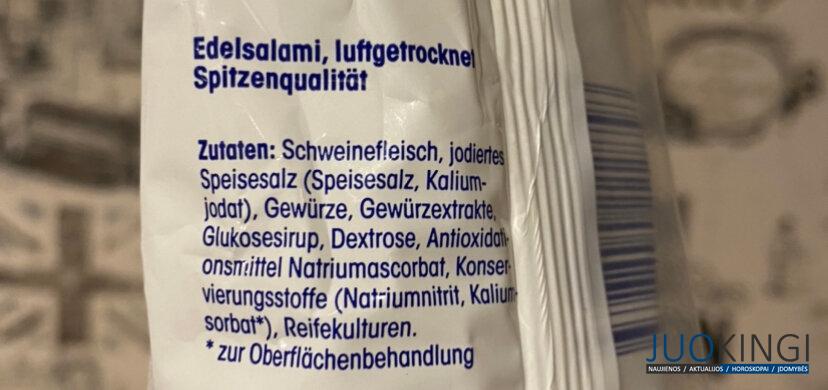 Edelsalami, luftgetrocknet
Spitzenqualität
Zutaten: Schweinefleisch, jodiertes
Speisesalz (Speisesalz, Kalium-
jodat), Gewürze, Gewürzextrakte,
Glukosesirup, Dextrose, Antioxidati-
onsmittel Natriumascorbat, Konser-
vierungsstoffe (Natriumnitrit, Kalium-
sorbat*), Reifekulturen.
* zur Oberflächenbehandlung
JUOKINGI
NAUJIENOS / AKTUALIJOS / HOROSKOPAI / ĮDOMYBĖS